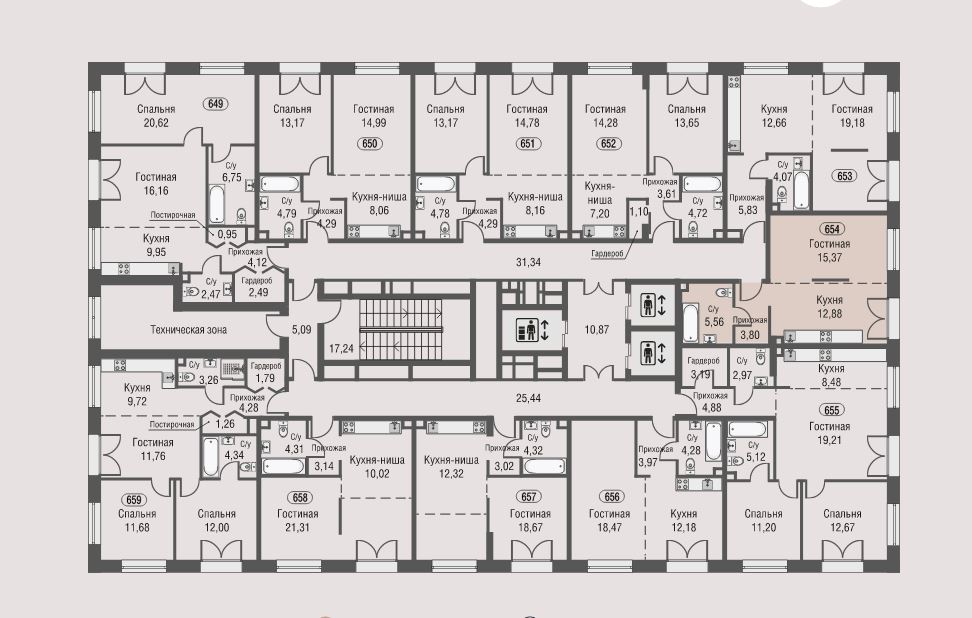 Спальня
20,62
649
Спальня
13,17
Гостиная
14,99
650
Спальня
13,17
Гостиная
14,78
651
Гостиная
14,28
652
Спальня
13,65
Кухня
12,66
Гостиная
19,18
653
Гостиная
16,16
С/у
6,75
Постирочная
0,95
Кухня
9,95
Прихожая
4,12
С/у
2,47
Гардероб
2,49
С/у
4,79
Прихожая
4,29
Кухня-ниша
8,06
С/у
4,78
Прихожая
4,29
Кухня-ниша
8,16
Кухня-
ниша
7,20
1,10
Гардероб
Прихожая
3,61
С/у
4,72
С/у
4,07
Прихожая
5,83
654
Гостиная
15,37
Кухня
12,88
С/у
5,56
Прихожая
3,80
31,34
Техническая зона
5,09
17,24
10,87
25,44
Кухня
9,72
С/у
3,26
Гардероб
1,79
Прихожая
4,28
Постирочная
1,26
Гостиная
11,76
С/у
4,34
659
Спальня
11,68
Спальня
12,00
С/у
4,31
Прихожая
3,14
Кухня-ниша
10,02
658
Гостиная
21,31
Кухня-ниша
12,32
Прихожая
3,02
С/у
4,32
657
Гостиная
18,67
656
Гостиная
18,47
Прихожая
3,97
С/у
4,28
Кухня
12,18
Гардероб
3,19
С/у
2,97
Прихожая
4,88
Кухня
8,48
655
Гостиная
19,21
С/у
5,12
Спальня
11,20
Спальня
12,67